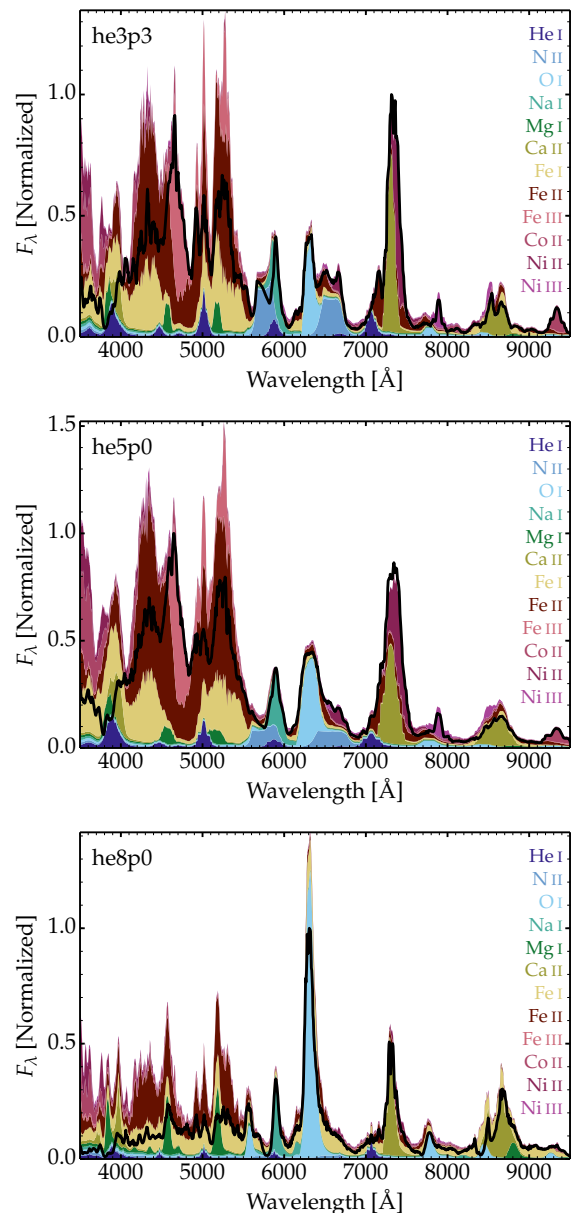 he3p3
He I
N II
O I
Na I
Mg I
Ca II
Fe I
Fe II
Fe III
Co II
Ni II
Ni III
1.0
0.5
0.0
Fλ [Normalized]
4000 5000 6000 7000 8000 9000
Wavelength [Å]
he5p0
He I
N II
O I
Na I
Mg I
Ca II
Fe I
Fe II
Fe III
Co II
Ni II
Ni III
1.5
1.0
0.5
0.0
Fλ [Normalized]
4000 5000 6000 7000 8000 9000
Wavelength [Å]
he8p0
He I
N II
O I
Na I
Mg I
Ca II
Fe I
Fe II
Fe III
Co II
Ni II
Ni III
1.0
0.5
0.0
Fλ [Normalized]
4000 5000 6000 7000 8000 9000
Wavelength [Å]